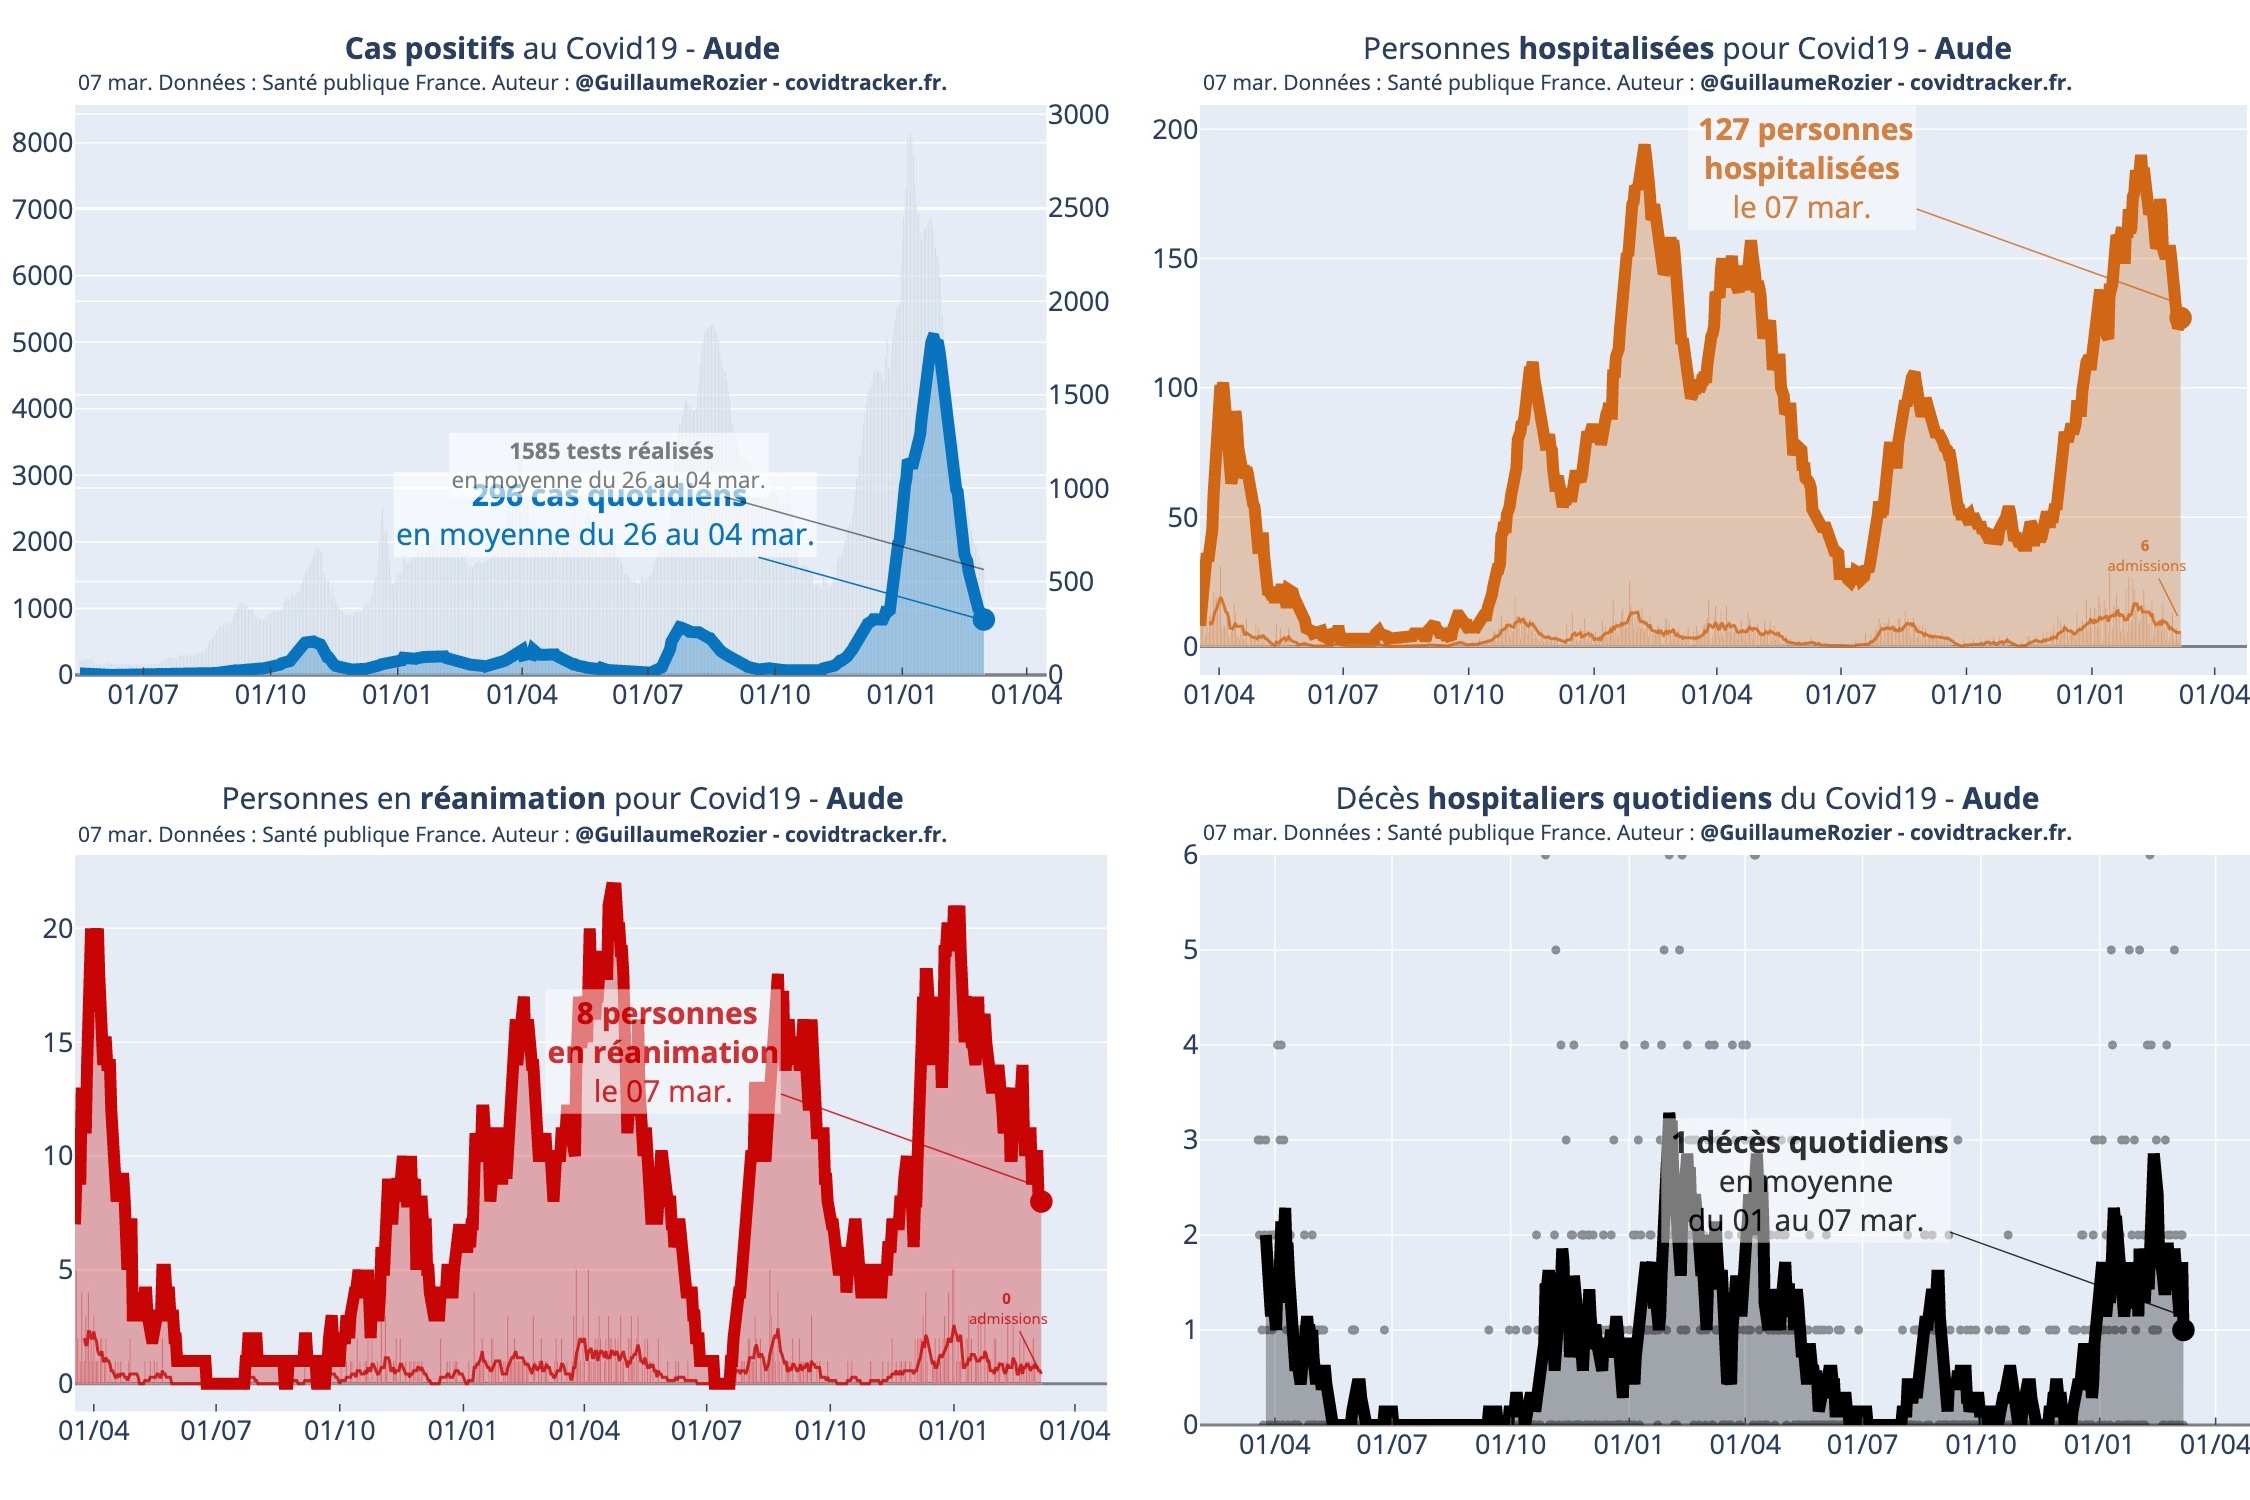 Cas positifs au Covid19 - Aude
07 mar. Données : Santé publique France. Auteur : @GuillaumeRozier - covidtracker.fr.
8000
7000
6000
5000
4000
3000
2000
1000
0
3000
2500
2000
1500
1000
500
0
1585 tests réalisés
en moyenne du 26 au 04 mar.
296 cas quotidiens
en moyenne du 26 au 04 mar.
01/07 01/10 01/01 01/04 01/07 01/10 01/01 01/04
Personnes hospitalisées pour Covid19 - Aude
07 mar. Données : Santé publique France. Auteur : @GuillaumeRozier - covidtracker.fr.
200
150
100
50
0
127 personnes
hospitalisées
le 07 mar.
6
admissions
01/04 01/07 01/10 01/01 01/04 01/07 01/10 01/01 01/04
Personnes en réanimation pour Covid19 - Aude
07 mar. Données : Santé publique France. Auteur : @GuillaumeRozier - covidtracker.fr.
20
15
10
5
0
8 personnes
en réanimation
le 07 mar.
0
admissions
01/04 01/07 01/10 01/01 01/04 01/07 01/10 01/01 01/04
Décès hospitaliers quotidiens du Covid19 - Aude
07 mar. Données : Santé publique France. Auteur : @GuillaumeRozier - covidtracker.fr.
6
5
4
3
2
1
0
1 décès quotidiens
en moyenne
du 01 au 07 mar.
01/04 01/07 01/10 01/01 01/04 01/07 01/10 01/01 01/04